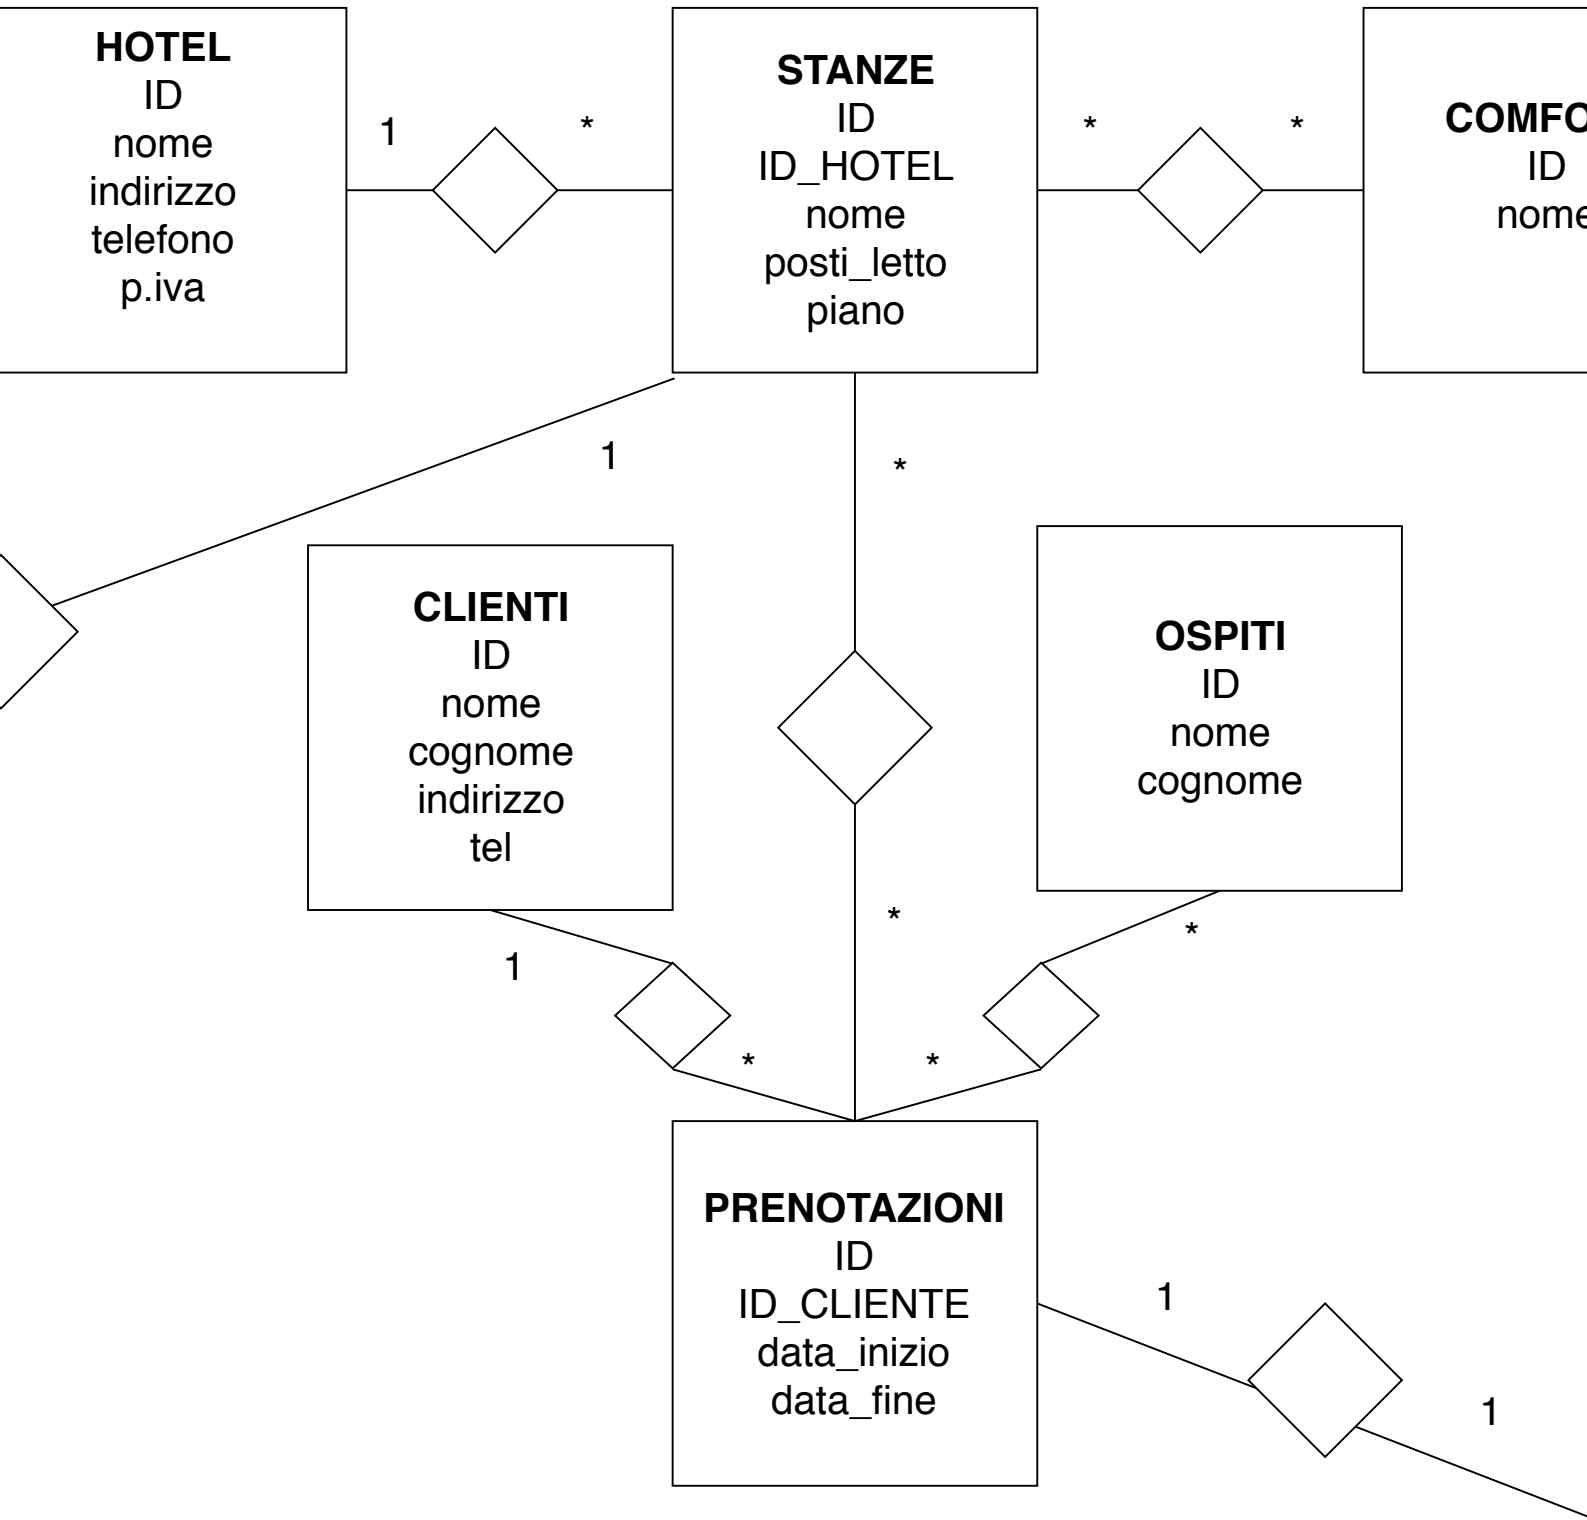 HOTEL
ID
nome
indirizzo
telefono
p.iva
1
*
STANZE
ID
ID_HOTEL
nome
posti_letto
piano
*
*
ID
nome
1
*
CLIENTI
ID
nome
cognome
indirizzo
tel
OSPITI
ID
nome
cognome
1
*
*
*
*
PRENOTAZIONI
ID
ID_CLIENTE
data_inizio
data_fine
1
1